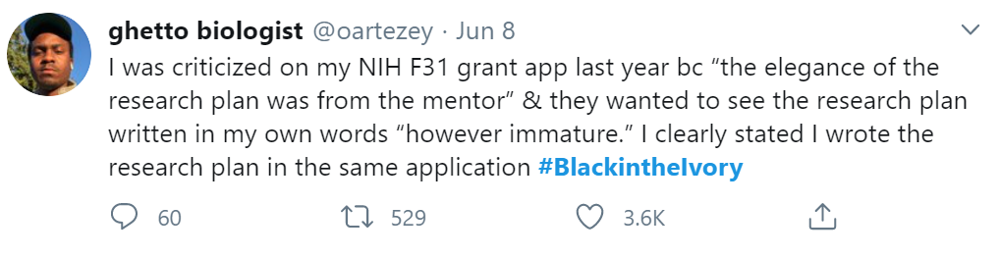 ghetto biologist @oartezey · Jun 8
I was criticized on my NIH F31 grant app last year bc “the elegance of the
research plan was from the mentor” & they wanted to see the research plan
written in my own words “however immature.” I clearly stated I wrote the
research plan in the same application #BlackintheIvory
60 529 3.6K